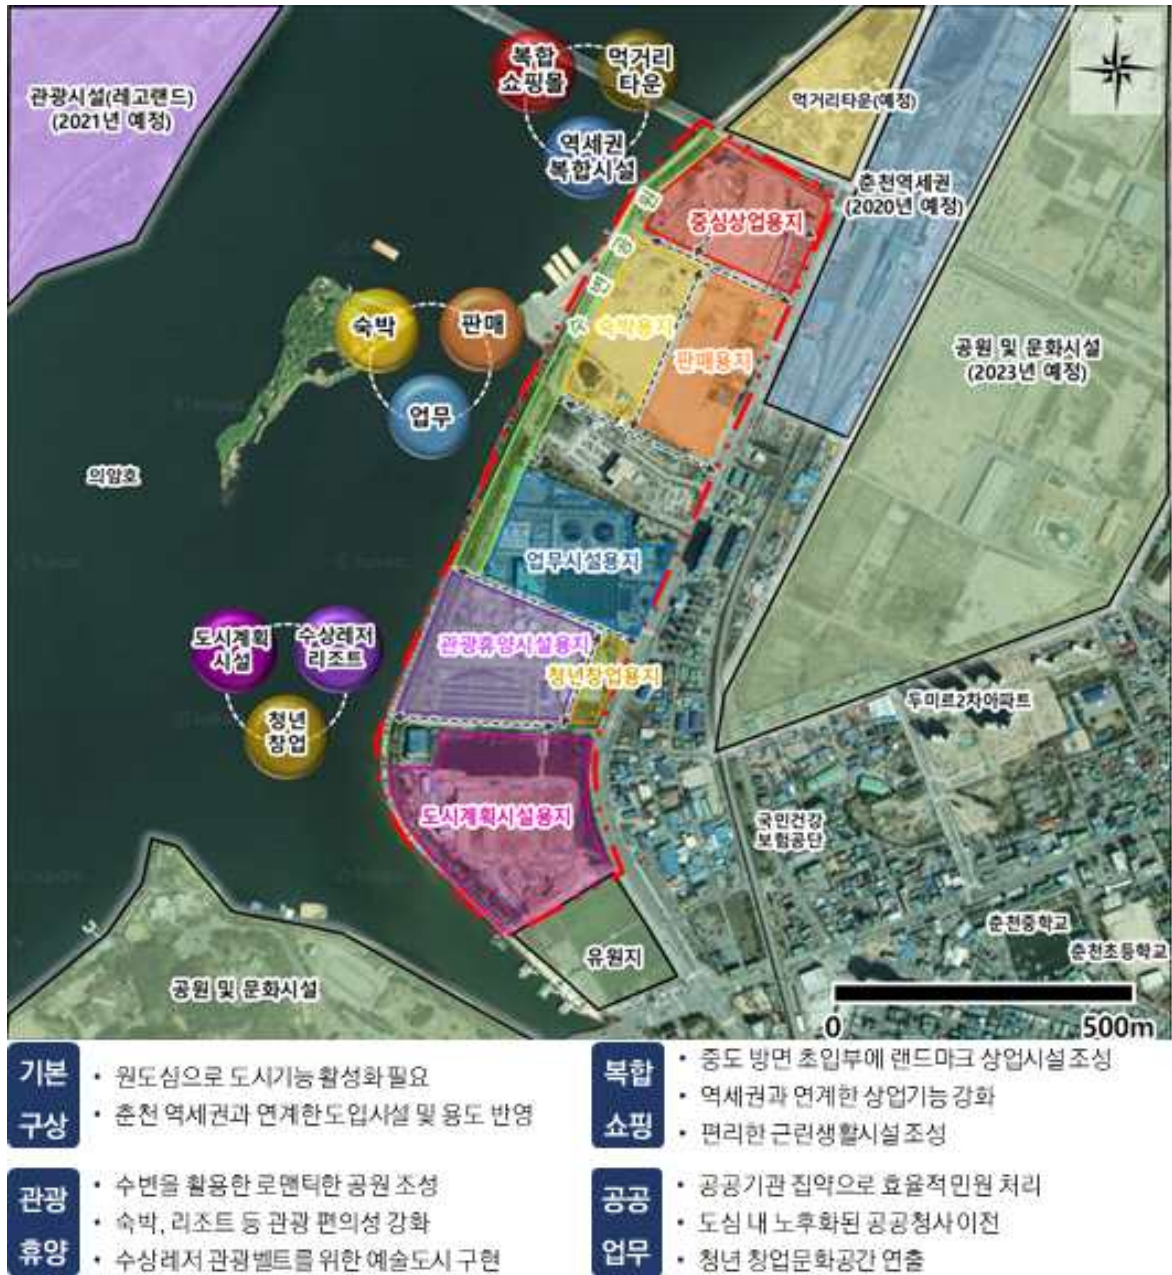 관광시설(레고랜드)
(2021년 예정)
복합
쇼핑몰
먹거리
타운
역세권
복합시설
N
먹거리타운(예정)
춘천역세권
(2020년 예정)
중심상업용지
숙박
판매
업무
숙박용지
판매용지
공원 및 문화시설
(2023년 예정)
의암호
업무시설용지
도시계획
시설
수상레저
리조트
청년
창업
관광휴양시설용지
청년창업용지
두미르2차아파트
도시계획시설용지
국민건강
보험공단
춘천중학교
춘천초등학교
유원지
공원 및 문화시설
0 500m
기본
구상
• 원도심으로 도시기능 활성화 필요
• 춘천 역세권과 연계한 도입시설 및 용도 반영
복합
쇼핑
• 중도 방면 초입부에 랜드마크 상업시설 조성
• 역세권과 연계한 상업기능 강화
• 편리한 근린생활시설 조성
관광
휴양
• 수변을 활용한 로맨틱한 공원 조성
• 숙박, 리조트 등 관광 편의성 강화
• 수상레저 관광벨트를 위한 예술도시 구현
공공
업무
• 공공기관 집약으로 효율적 민원 처리
• 도심 내 노후화된 공공청사 이전
• 청년 창업문화공간 연출